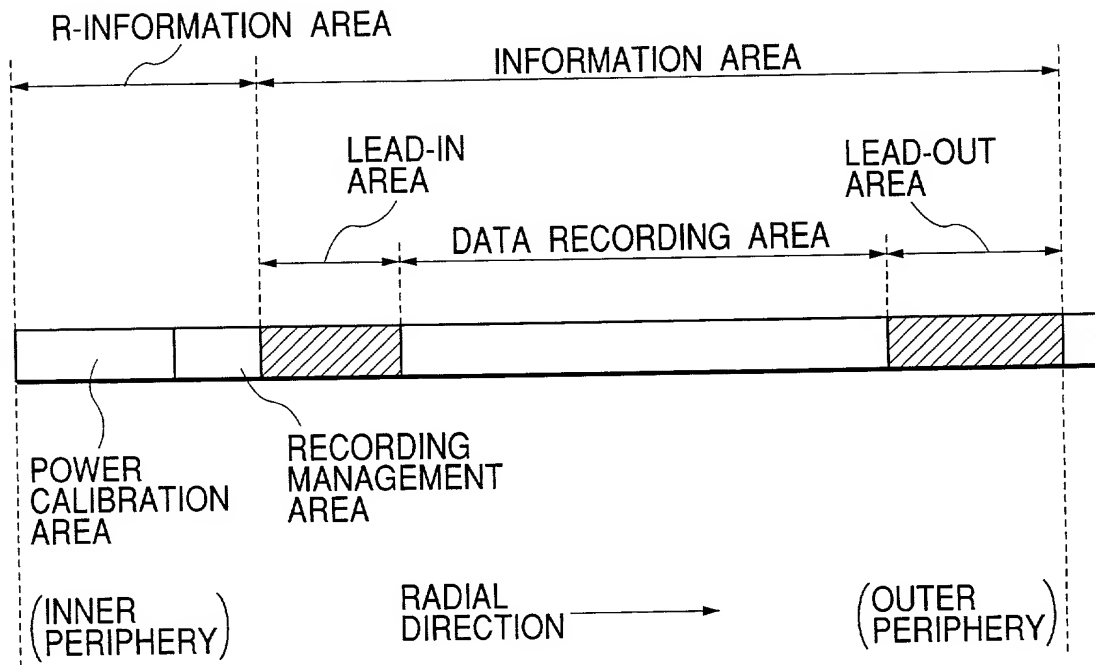 R-INFORMATION AREA
INFORMATION AREA
LEAD-IN
AREA
LEAD-OUT
AREA
DATA RECORDING AREA
POWER
CALIBRATION
AREA
RECORDING
MANAGEMENT
AREA
(INNER
PERIPHERY)
RADIAL
DIRECTION
(OUTER
PERIPHERY)